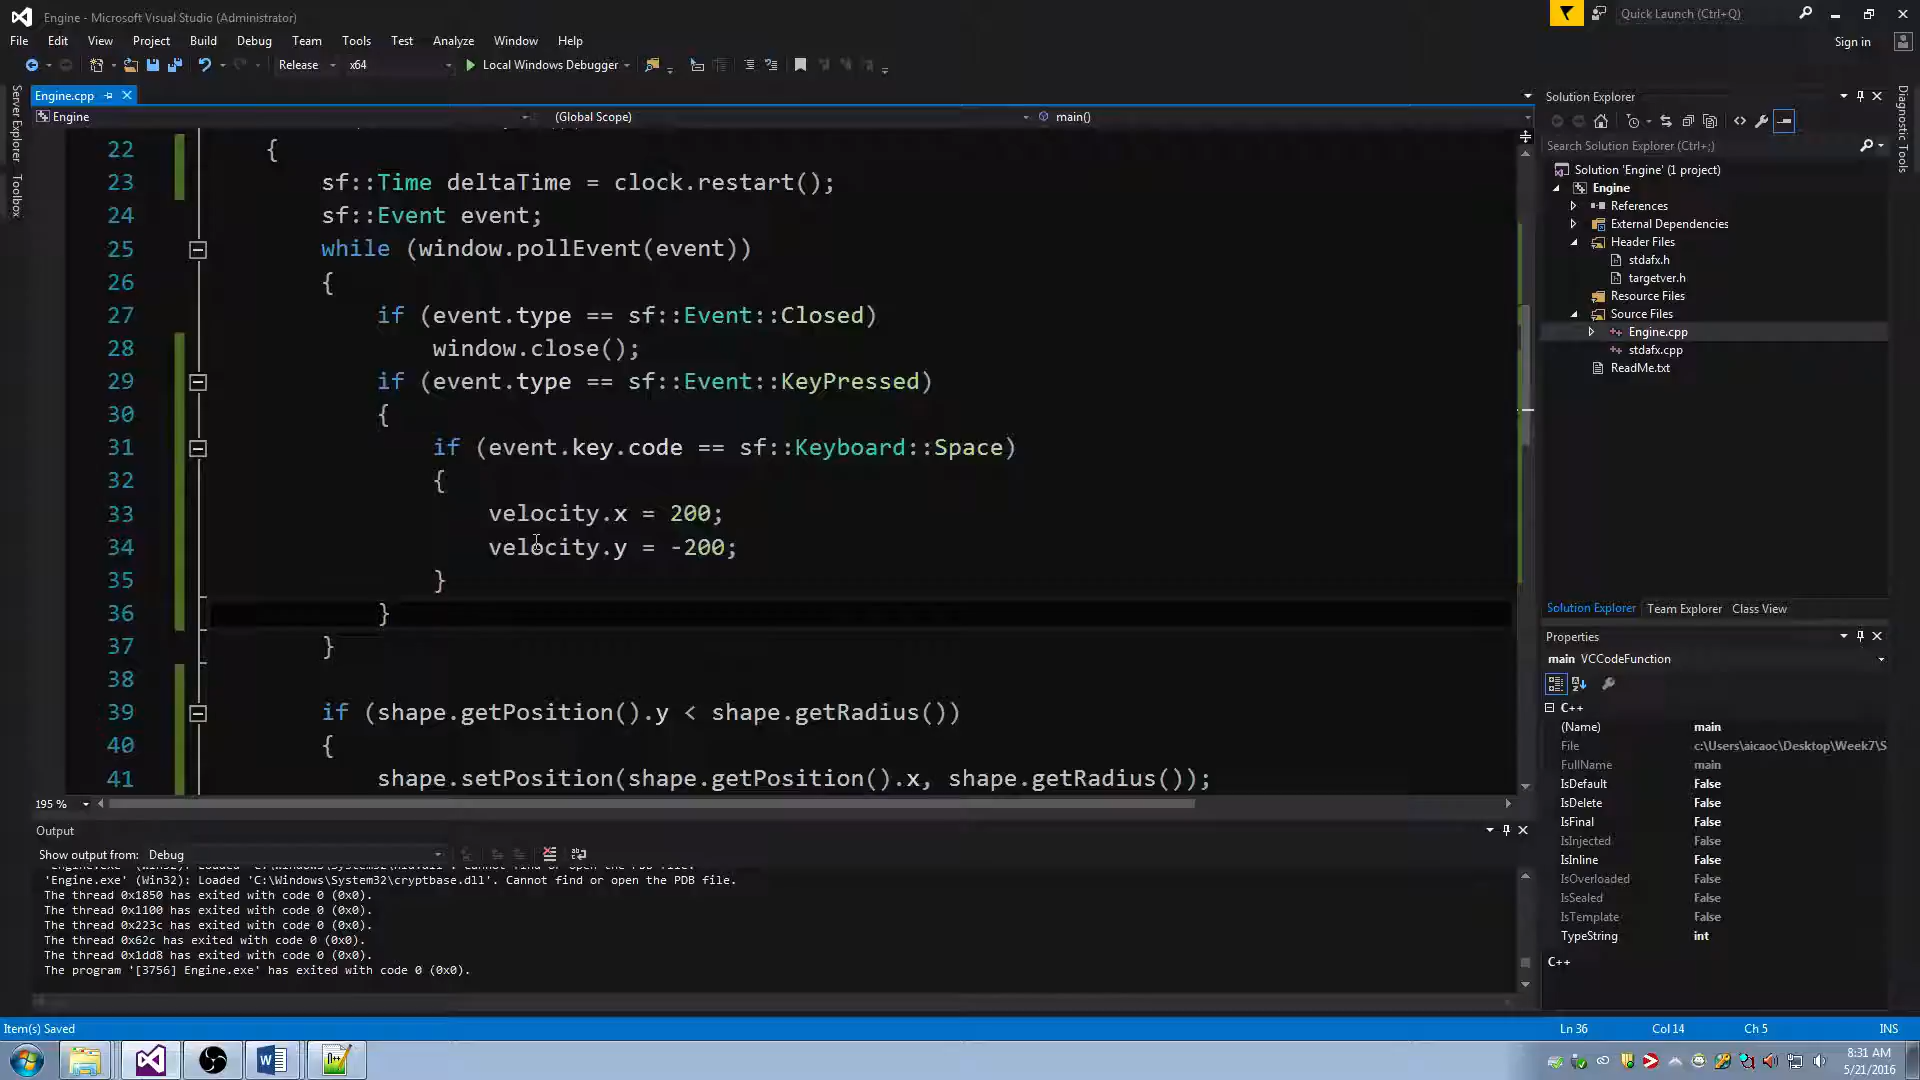 Engine - Microsoft Visual Studio (Administrator)
Quick Launch (Ctrl+Q)
File Edit View Project Build Debug Team Tools Test Analyze Window Help
Sign in
Release x64 Local Windows Debugger
Engine.cpp
Solution Explorer
Engine (Global Scope) main()
Server Explorer
Toolbox
Diagnostic Tools
Search Solution Explorer (Ctrl+;)
Solution 'Engine' (1 project)
Engine
References
External Dependencies
Header Files
stdafx.h
targetver.h
Resource Files
Source Files
Engine.cpp
stdafx.cpp
ReadMe.txt
22 {
23 sf::Time deltaTime = clock.restart();
24 sf::Event event;
25 while (window.pollEvent(event))
26 {
27 if (event.type == sf::Event::Closed)
28 window.close();
29 if (event.type == sf::Event::KeyPressed)
30 {
31 if (event.key.code == sf::Keyboard::Space)
32 {
33 velocity.x = 200;
34 velocity.y = -200;
35 }
36 }
37 }
38
39 if (shape.getPosition().y < shape.getRadius())
40 {
41 shape.setPosition(shape.getPosition().x, shape.getRadius());
195 %
Solution Explorer Team Explorer Class View
Properties
main VCCodeFunction
C++
(Name) main
File c:\Users\aicaoc\Desktop\Week7\S
FullName main
IsDefault False
IsDelete False
IsFinal False
IsInjected False
IsInline False
IsOverloaded False
IsSealed False
IsTemplate False
TypeString int
C++
Output
Show output from: Debug
'Engine.exe' (Win32): Loaded 'C:\Windows\System32\cryptbase.dll'. Cannot find or open the PDB file.
The thread 0x1850 has exited with code 0 (0x0).
The thread 0x1100 has exited with code 0 (0x0).
The thread 0x223c has exited with code 0 (0x0).
The thread 0x62c has exited with code 0 (0x0).
The thread 0x1dd8 has exited with code 0 (0x0).
The program '[3756] Engine.exe' has exited with code 0 (0x0).
Item(s) Saved Ln 36 Col 14 Ch 5 INS
8:31 AM
5/21/2016